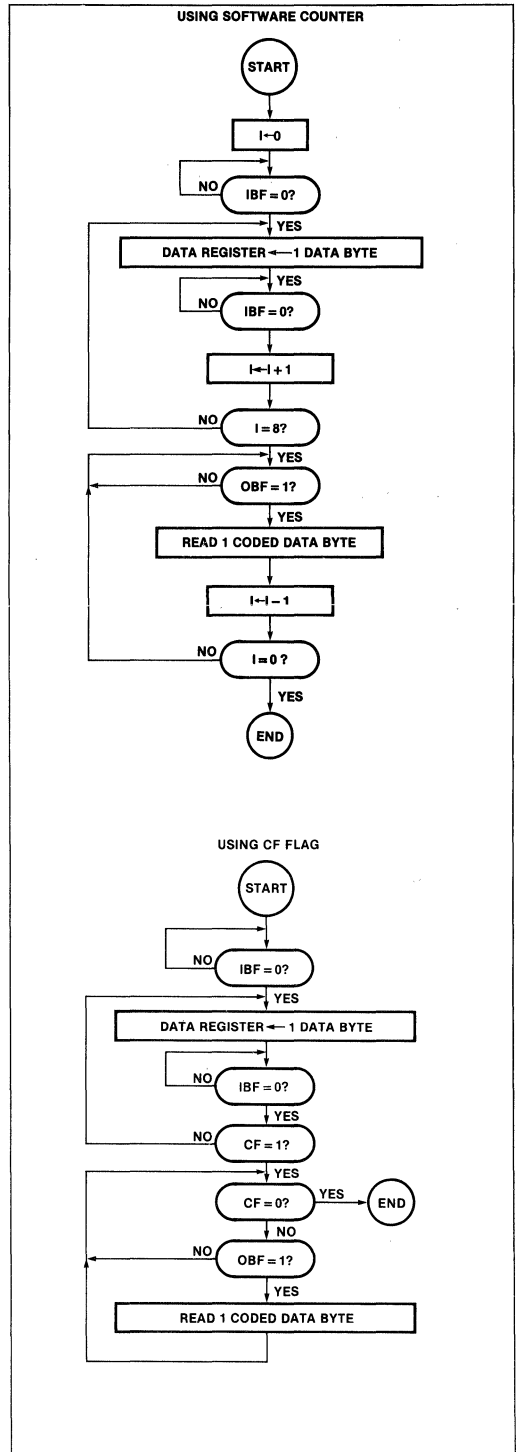 USING SOFTWARE COUNTER
START
I←0
NO
IBF = 0?
YES
DATA REGISTER ← 1 DATA BYTE
YES
NO
IBF = 0?
I←I + 1
NO
I = 8?
YES
NO
OBF = 1?
YES
READ 1 CODED DATA BYTE
I←I – 1
NO
I = 0 ?
YES
END
USING CF FLAG
START
NO
IBF = 0?
YES
DATA REGISTER ← 1 DATA BYTE
IBF = 0?
NO
YES
NO
CF = 1?
YES
CF = 0?
YES
END
NO
NO
OBF = 1?
YES
READ 1 CODED DATA BYTE